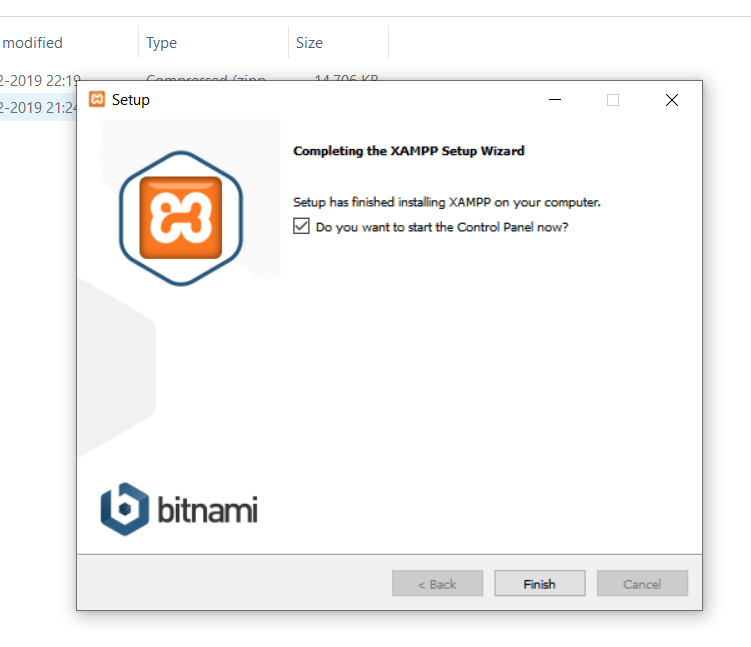 modified Type Size
2-2019 22:19 Compressed (zipp 14.706 KB
2-2019 21:24
Setup
Completing the XAMPP Setup Wizard
Setup has finished installing XAMPP on your computer.
Do you want to start the Control Panel now?
bitnami
< Back Finish Cancel